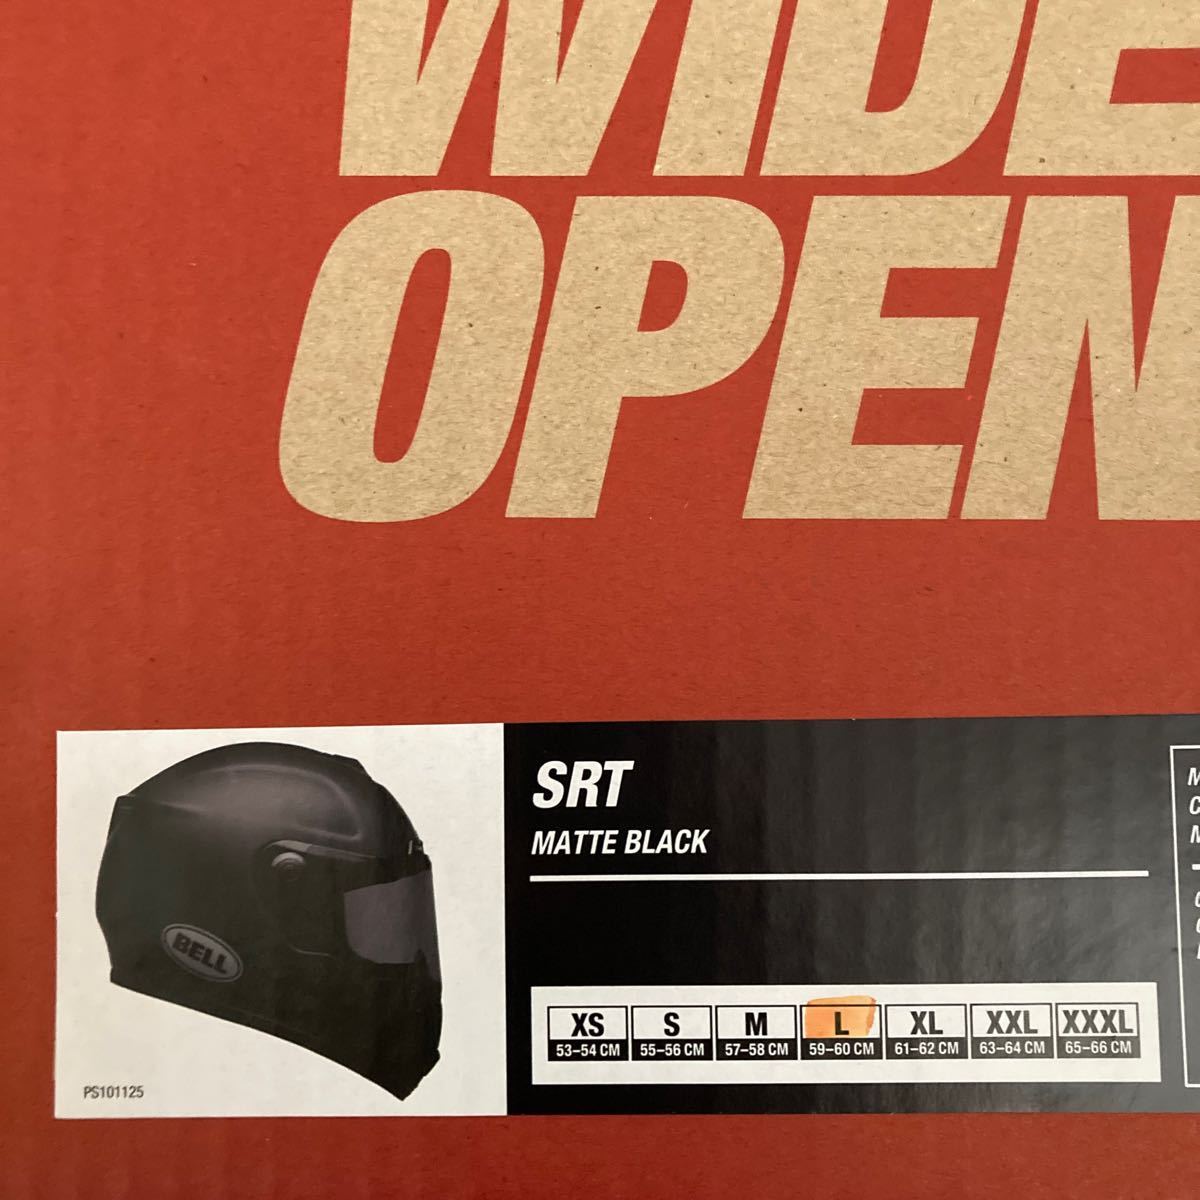 WIDE
OPEN
SRT
MATTE BLACK
BELL
XS S M L XL XXL XXXL
53–54 CM 55–56 CM 57–58 CM 59–60 CM 61–62 CM 63–64 CM 65–66 CM
PS101125